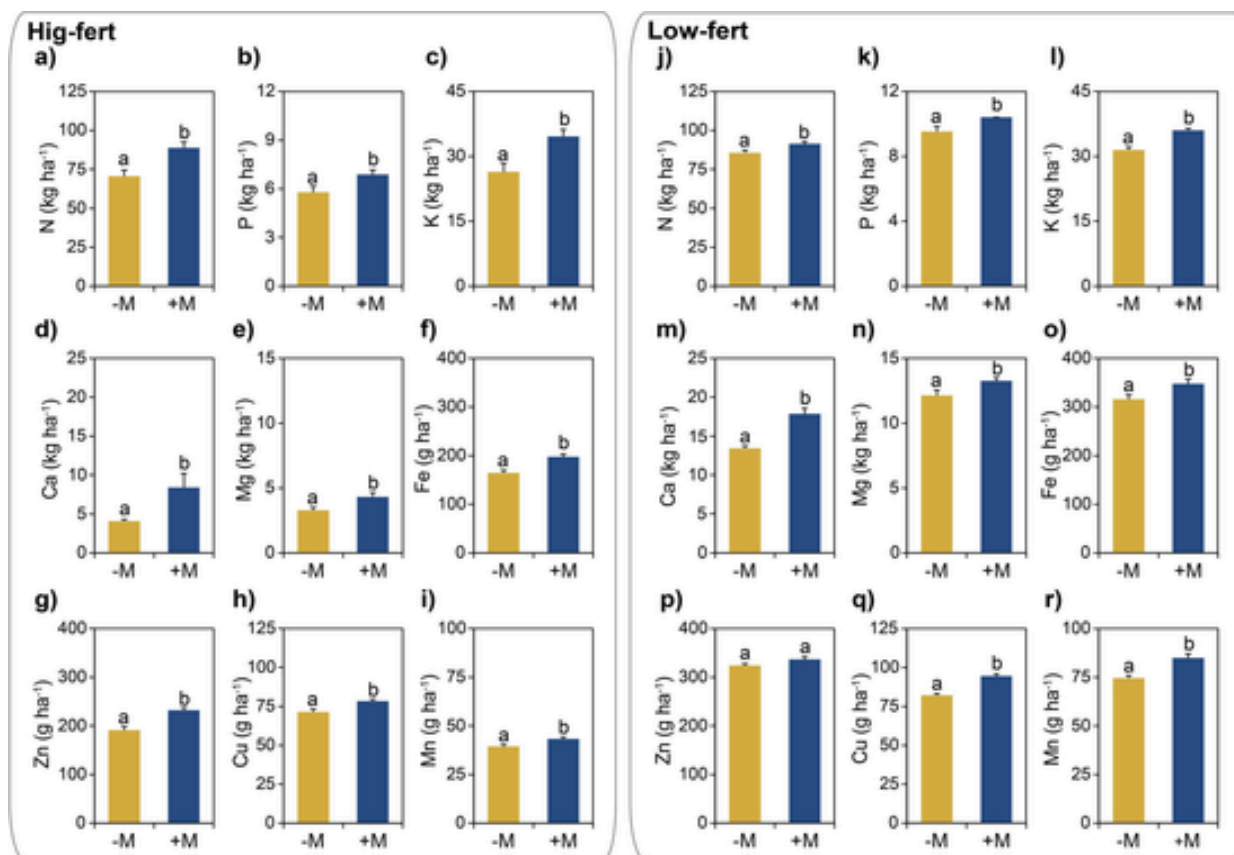 Hig-fert
a)
N (kg ha⁻¹)
125
100
75
50
25
0
a
b
-M
+M
b)
P (kg ha⁻¹)
12
9
6
3
0
a
b
-M
+M
c)
K (kg ha⁻¹)
45
30
15
0
a
b
-M
+M
d)
Ca (kg ha⁻¹)
25
20
15
10
5
0
a
b
-M
+M
e)
Mg (kg ha⁻¹)
15
10
5
0
a
b
-M
+M
f)
Fe (g ha⁻¹)
400
300
200
100
0
a
b
-M
+M
g)
Zn (g ha⁻¹)
400
300
200
100
0
a
b
-M
+M
h)
Cu (g ha⁻¹)
125
100
75
50
25
0
a
b
-M
+M
i)
Mn (g ha⁻¹)
100
75
50
25
0
a
b
-M
+M
Low-fert
j)
N (kg ha⁻¹)
125
100
75
50
25
0
a
b
-M
+M
k)
P (kg ha⁻¹)
12
8
4
0
a
b
-M
+M
l)
K (kg ha⁻¹)
45
30
15
0
a
b
-M
+M
m)
Ca (kg ha⁻¹)
25
20
15
10
5
0
a
b
-M
+M
n)
Mg (kg ha⁻¹)
15
10
5
0
a
b
-M
+M
o)
Fe (g ha⁻¹)
400
300
200
100
0
a
b
-M
+M
p)
Zn (g ha⁻¹)
400
300
200
100
0
a
a
-M
+M
q)
Cu (g ha⁻¹)
125
100
75
50
25
0
a
b
-M
+M
r)
Mn (g ha⁻¹)
100
75
50
25
0
a
b
-M
+M